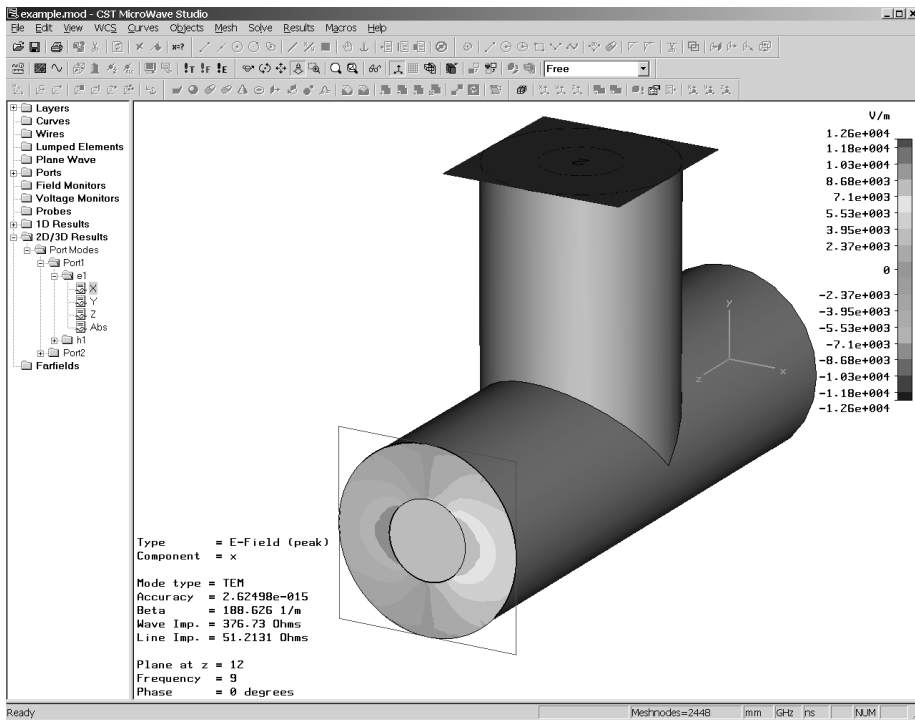 example.mod - CST MicroWave Studio
File Edit View WCS Curves Objects Mesh Solve Results Macros Help
x=?
!T !F !E
Free
Layers
Curves
Wires
Lumped Elements
Plane Wave
Ports
Field Monitors
Voltage Monitors
Probes
1D Results
2D/3D Results
Port Modes
Port1
e1
X
Y
Z
Abs
h1
Port2
Farfields
V/m
1.26e+004
1.18e+004
1.03e+004
8.68e+003
7.1e+003
5.53e+003
3.95e+003
2.37e+003
0
-2.37e+003
-3.95e+003
-5.53e+003
-7.1e+003
-8.68e+003
-1.03e+004
-1.18e+004
-1.26e+004
2
y
z
x
Type = E-Field (peak)
Component = x
Mode type = TEM
Accuracy = 2.62498e-015
Beta = 188.626 1/m
Wave Imp. = 376.73 Ohms
Line Imp. = 51.2131 Ohms
Plane at z = 12
Frequency = 9
Phase = 0 degrees
Ready
Meshnodes=2448 mm GHz ns NUM